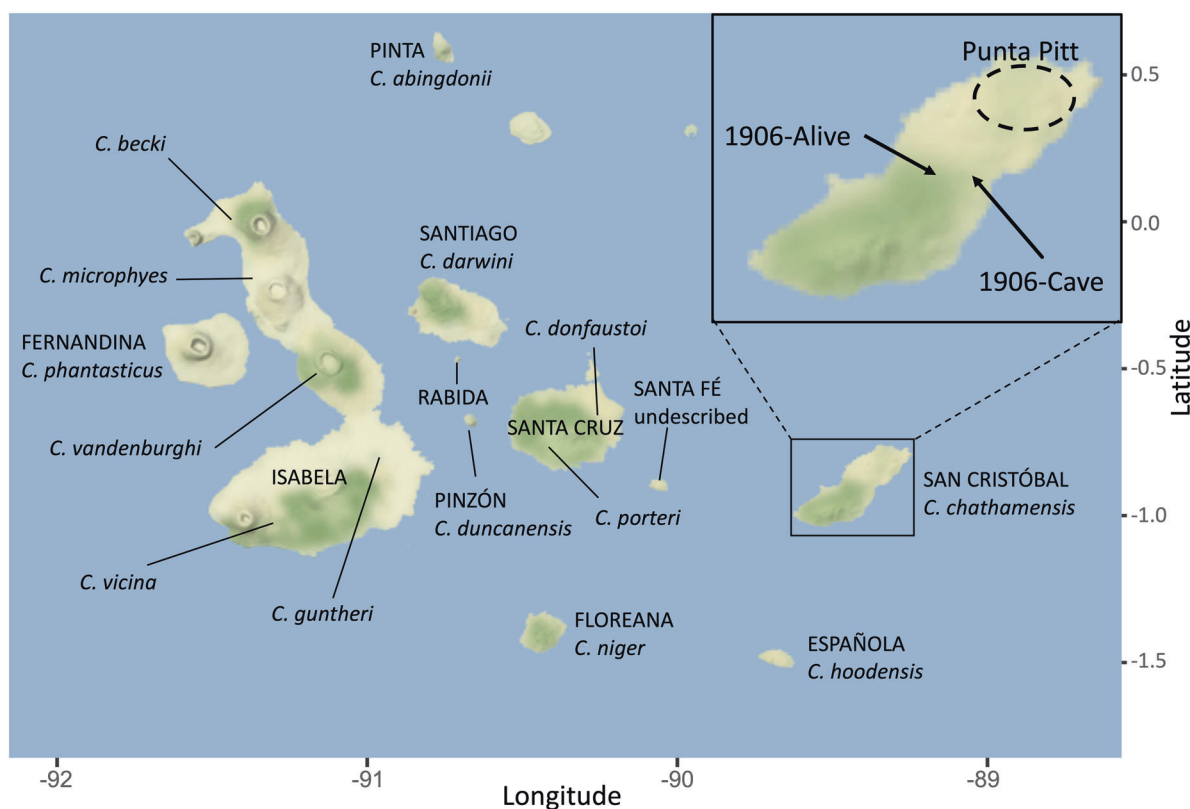 PINTA
C. abingdonii
Punta Pitt
0.5
1906-Alive
C. becki
0.0
SANTIAGO
C. darwini
C. microphyes
1906-Cave
C. donfaustoi
FERNANDINA
C. phantasticus
RABIDA
SANTA FÉ
undescribed
-0.5
Latitude
SANTA CRUZ
C. vandenburghi
ISABELA
PINZÓN
C. duncanensis
C. porteri
SAN CRISTÓBAL
C. chathamensis
-1.0
C. vicina
C. guntheri
FLOREANA
C. niger
ESPAÑOLA
C. hoodensis
-1.5
-92
-91
-90
-89
Longitude